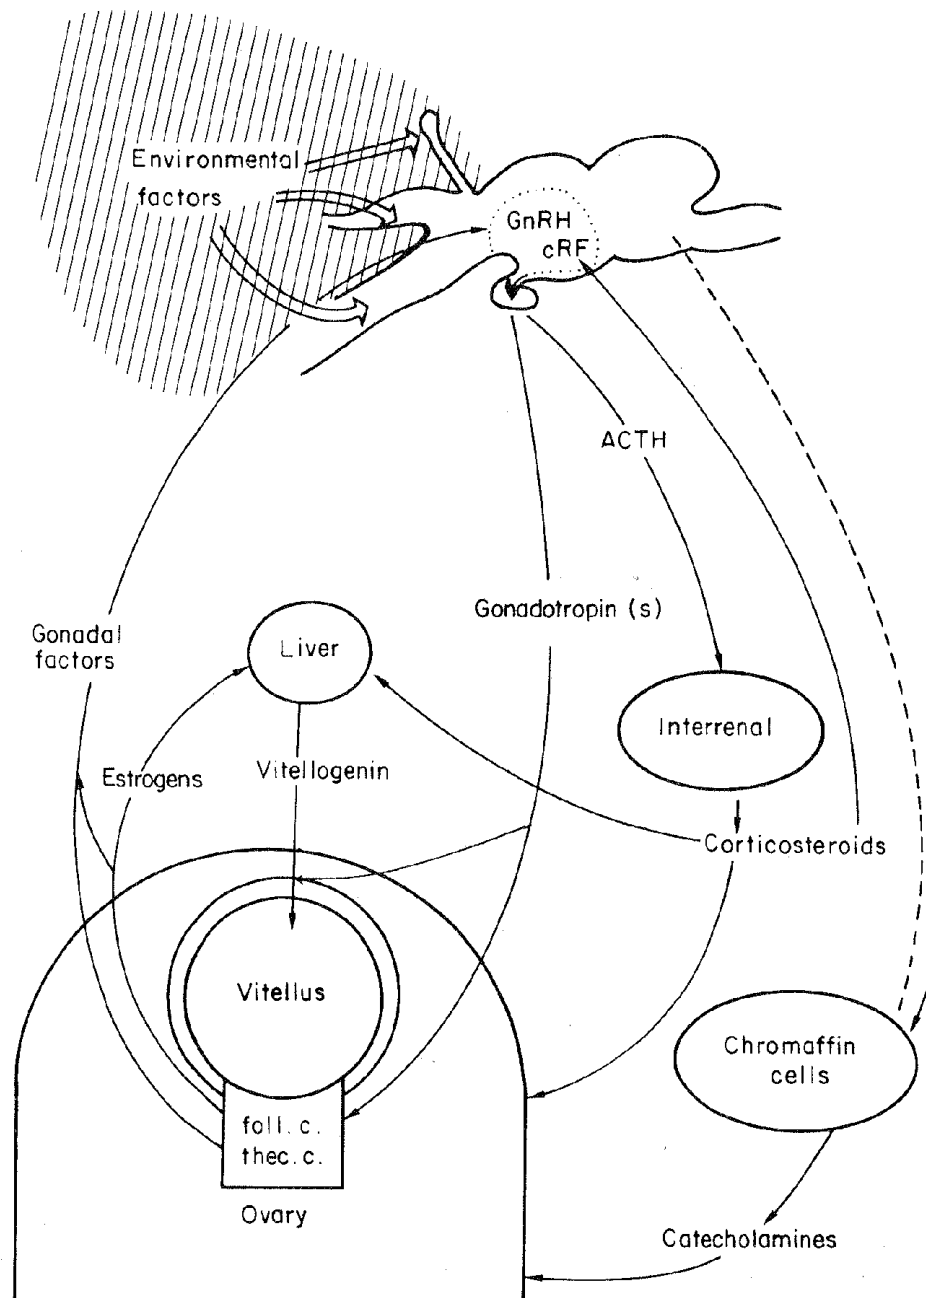 Environmental
factors
GnRH
cRF
ACTH
Gonadotropin (s)
Gonadal
factors
Liver
Interrenal
Estrogens
Vitellogenin
Corticosteroids
Vitellus
Chromaffin
cells
foll. c.
thec. c.
Ovary
Catecholamines